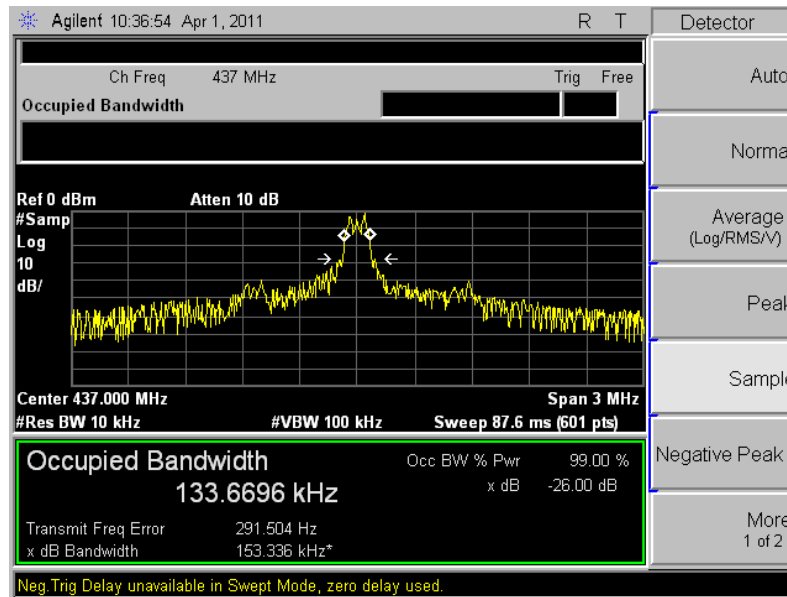 Agilent 10:36:54 Apr 1, 2011 R T Detector
Ch Freq 437 MHz Trig Free
Occupied Bandwidth
Auto
Norma
Average
(Log/RMS/V)
Peak
Sample
Negative Peak
More
1 of 2
Ref 0 dBm Atten 10 dB
#Samp
Log
10
dB/
Center 437.000 MHz Span 3 MHz
#Res BW 10 kHz #VBW 100 kHz Sweep 87.6 ms (601 pts)
Occupied Bandwidth Occ BW % Pwr 99.00 %
133.6696 kHz x dB -26.00 dB
Transmit Freq Error 291.504 Hz
x dB Bandwidth 153.336 kHz*
Neg.Trig Delay unavailable in Swept Mode, zero delay used.